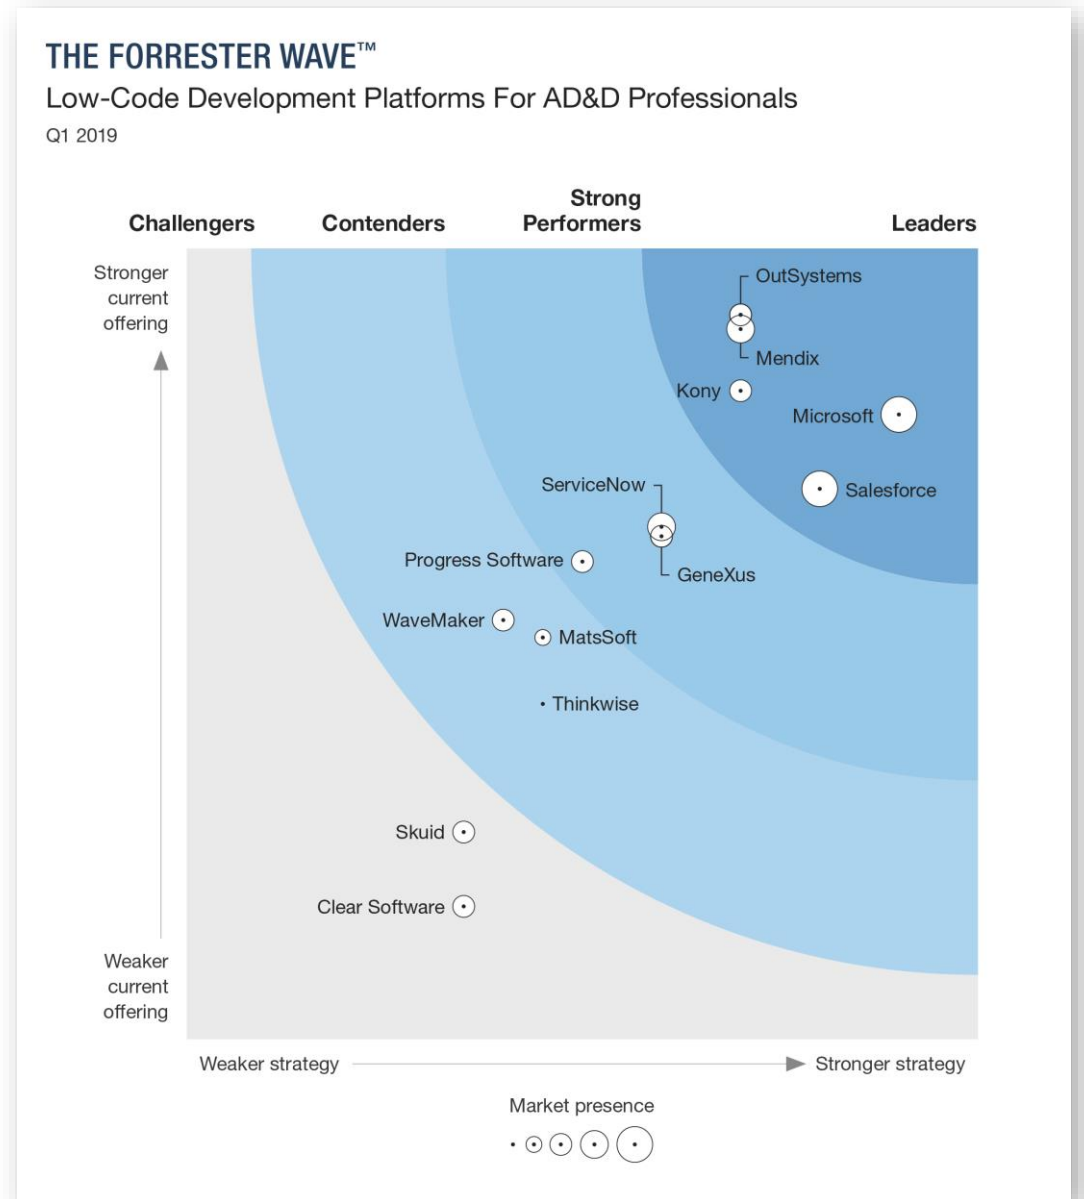 THE FORRESTER WAVE™
Low-Code Development Platforms For AD&D Professionals
Q1 2019
Challengers
Contenders
Strong
Performers
Leaders
Stronger
current
offering
OutSystems
Mendix
Kony
Microsoft
ServiceNow
Salesforce
Progress Software
GeneXus
WaveMaker
MatsSoft
Thinkwise
Skuid
Clear Software
Weaker
current
offering
Weaker strategy
Stronger strategy
Market presence